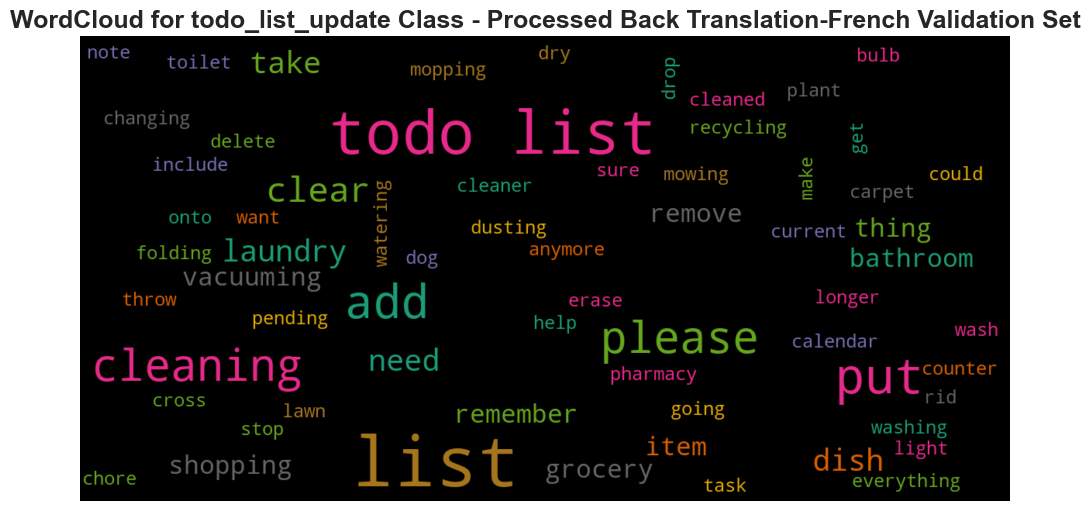 WordCloud for todo_list_update Class - Processed Back Translation-French Validation Set
note
toilet
take
mopping
dry
drop
bulb
cleaned
plant
changing
delete
todo list
recycling
get
include
clear
watering
cleaner
sure
mowing
make
carpet
could
onto
want
dusting
remove
current
thing
folding
laundry
dog
anymore
bathroom
vacuuming
throw
pending
add
erase
help
please
longer
calendar
wash
cleaning
need
pharmacy
put
counter
rid
cross
lawn
remember
going
washing
stop
list
item
light
chore
shopping
grocery
task
dish
everything